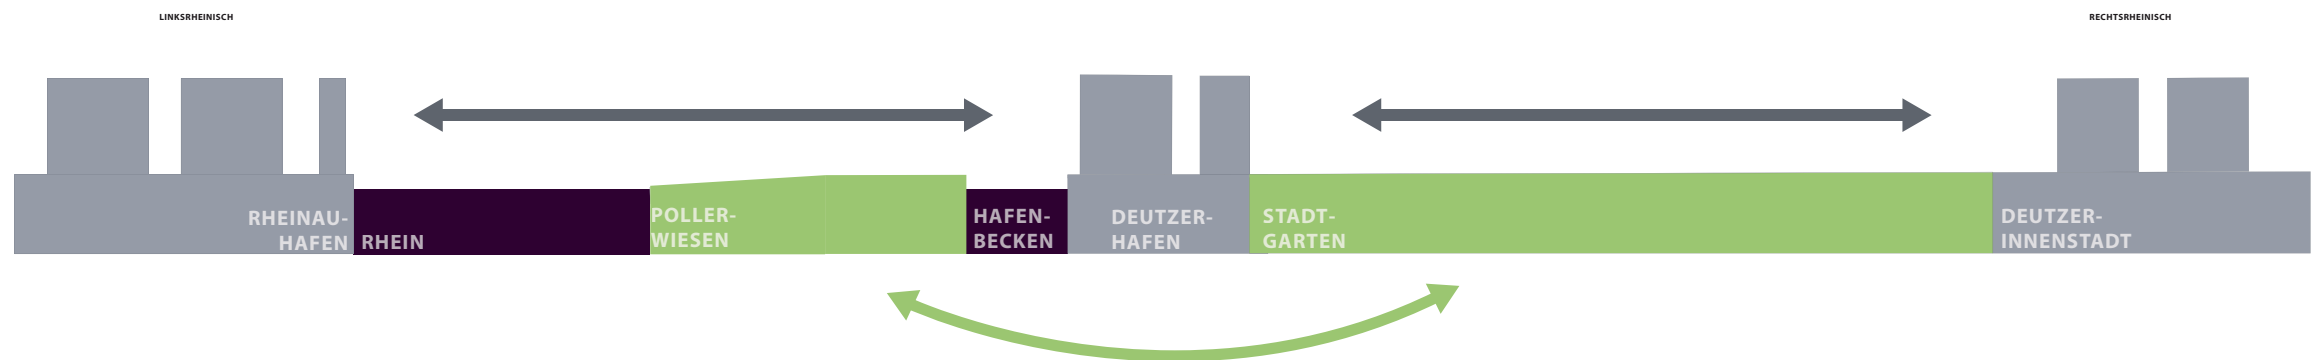 LINKSRHEINISCH
RECHTSRHEINISCH
RHEINAU-
HAFEN
RHEIN
POLLER-
WIESEN
HAFEN-
BECKEN
DEUTZER-
HAFEN
STADT-
GARTEN
DEUTZER-
INNENSTADT